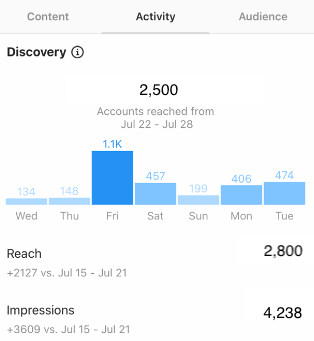 Content Activity Audience
Discovery
2,500
Accounts reached from
Jul 22 - Jul 28
1.1K
134 148 457 199 406 474
Wed Thu Fri Sat Sun Mon Tue
Reach 2,800
+2127 vs. Jul 15 - Jul 21
Impressions 4,238
+3609 vs. Jul 15 - Jul 21